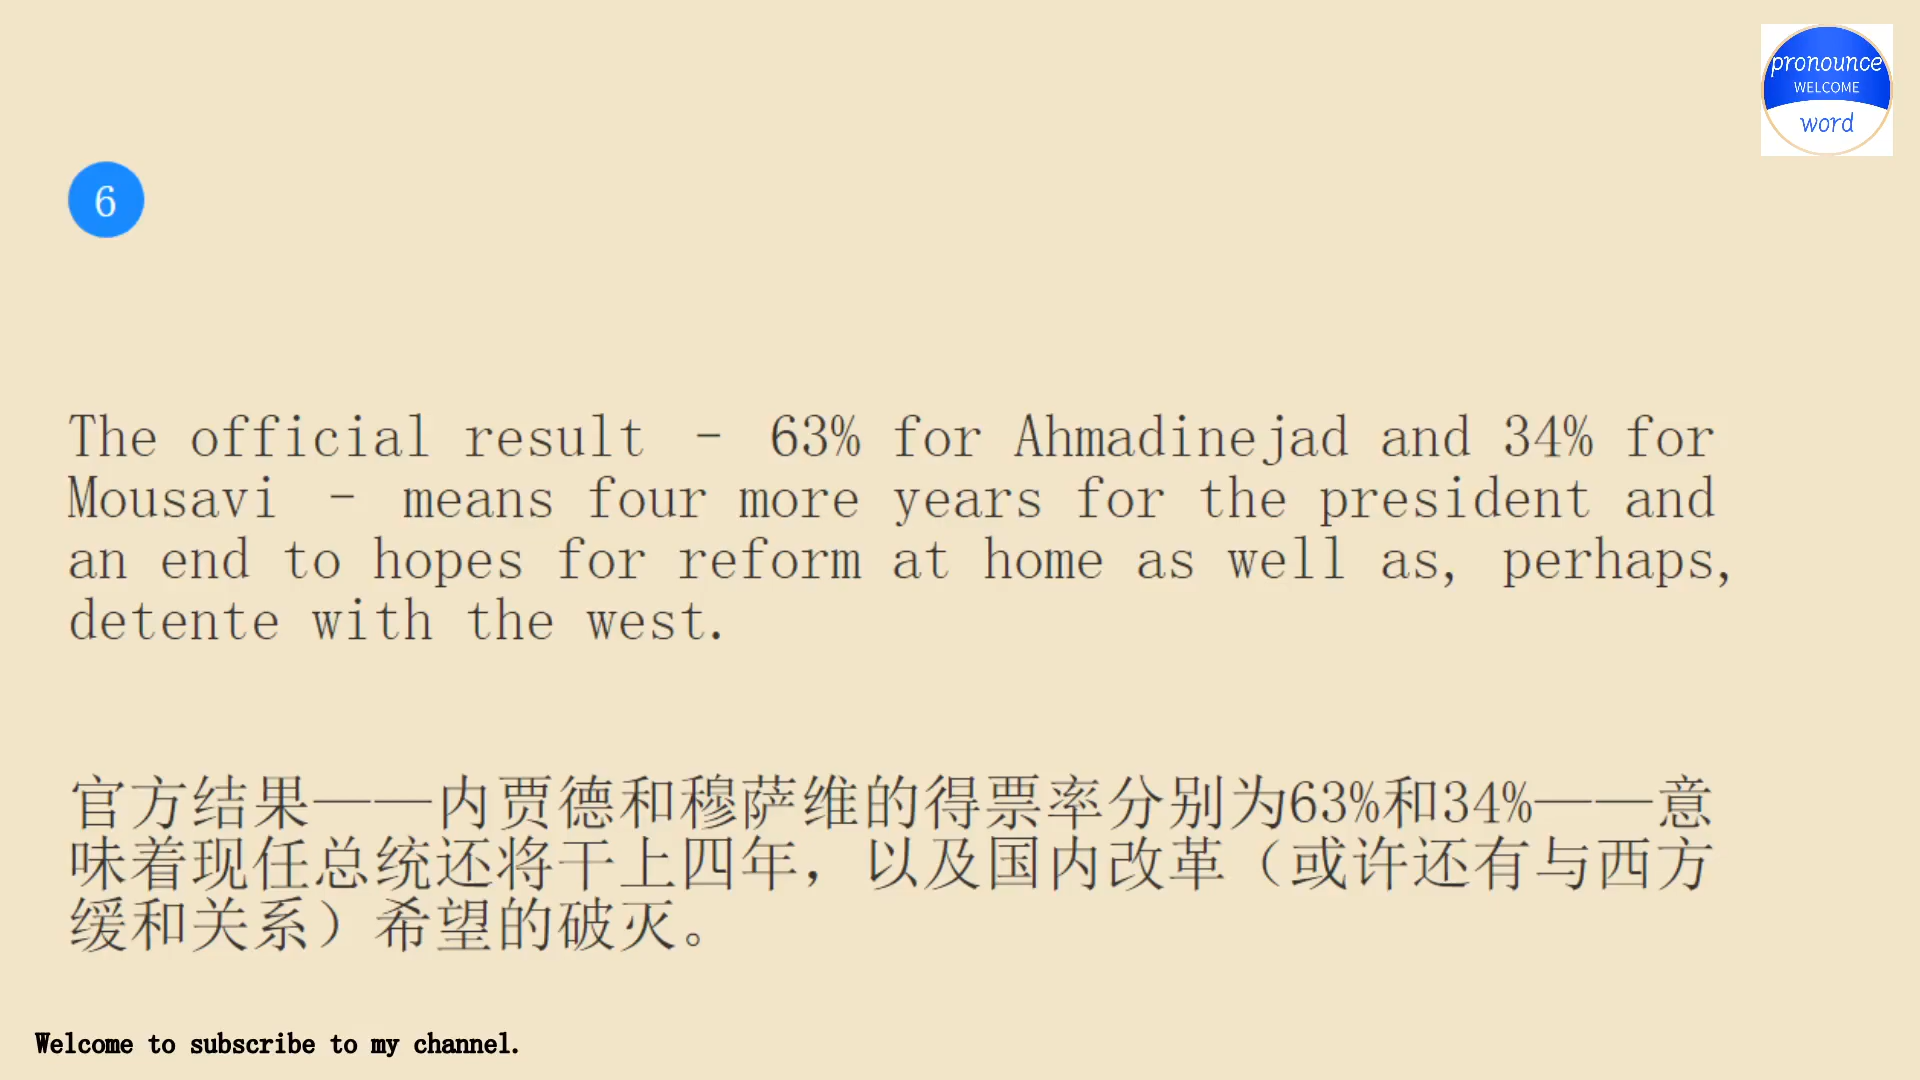 pronounce
WELCOME
word
6
The official result – 63% for Ahmadinejad and 34% for
Mousavi – means four more years for the president and
an end to hopes for reform at home as well as, perhaps,
detente with the west.
官方结果——内贾德和穆萨维的得票率分别为63%和34%——意
味着现任总统还将干上四年，以及国内改革（或许还有与西方
缓和关系）希望的破灭。
Welcome to subscribe to my channel.